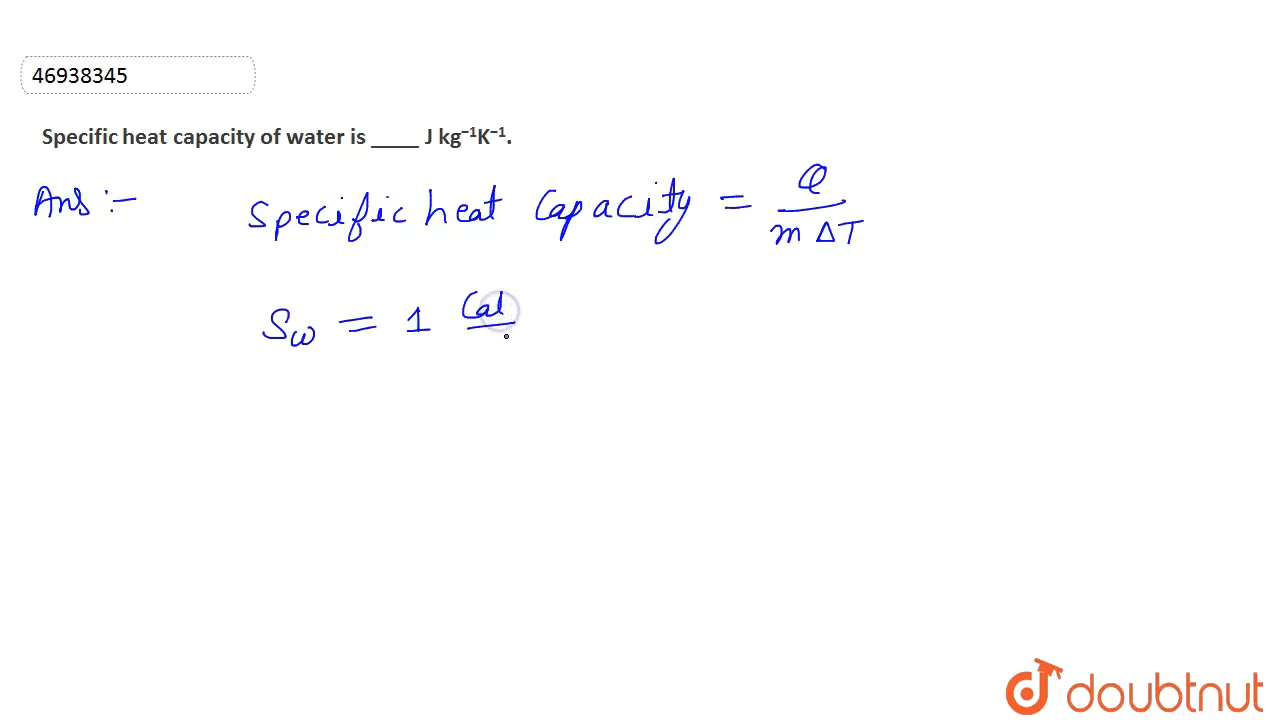 46938345
Specific heat capacity of water is ____ J kg⁻¹K⁻¹.
Ans :- Specific heat Capacity = Q / m ΔT
Sω = 1 Cal
doubtnut